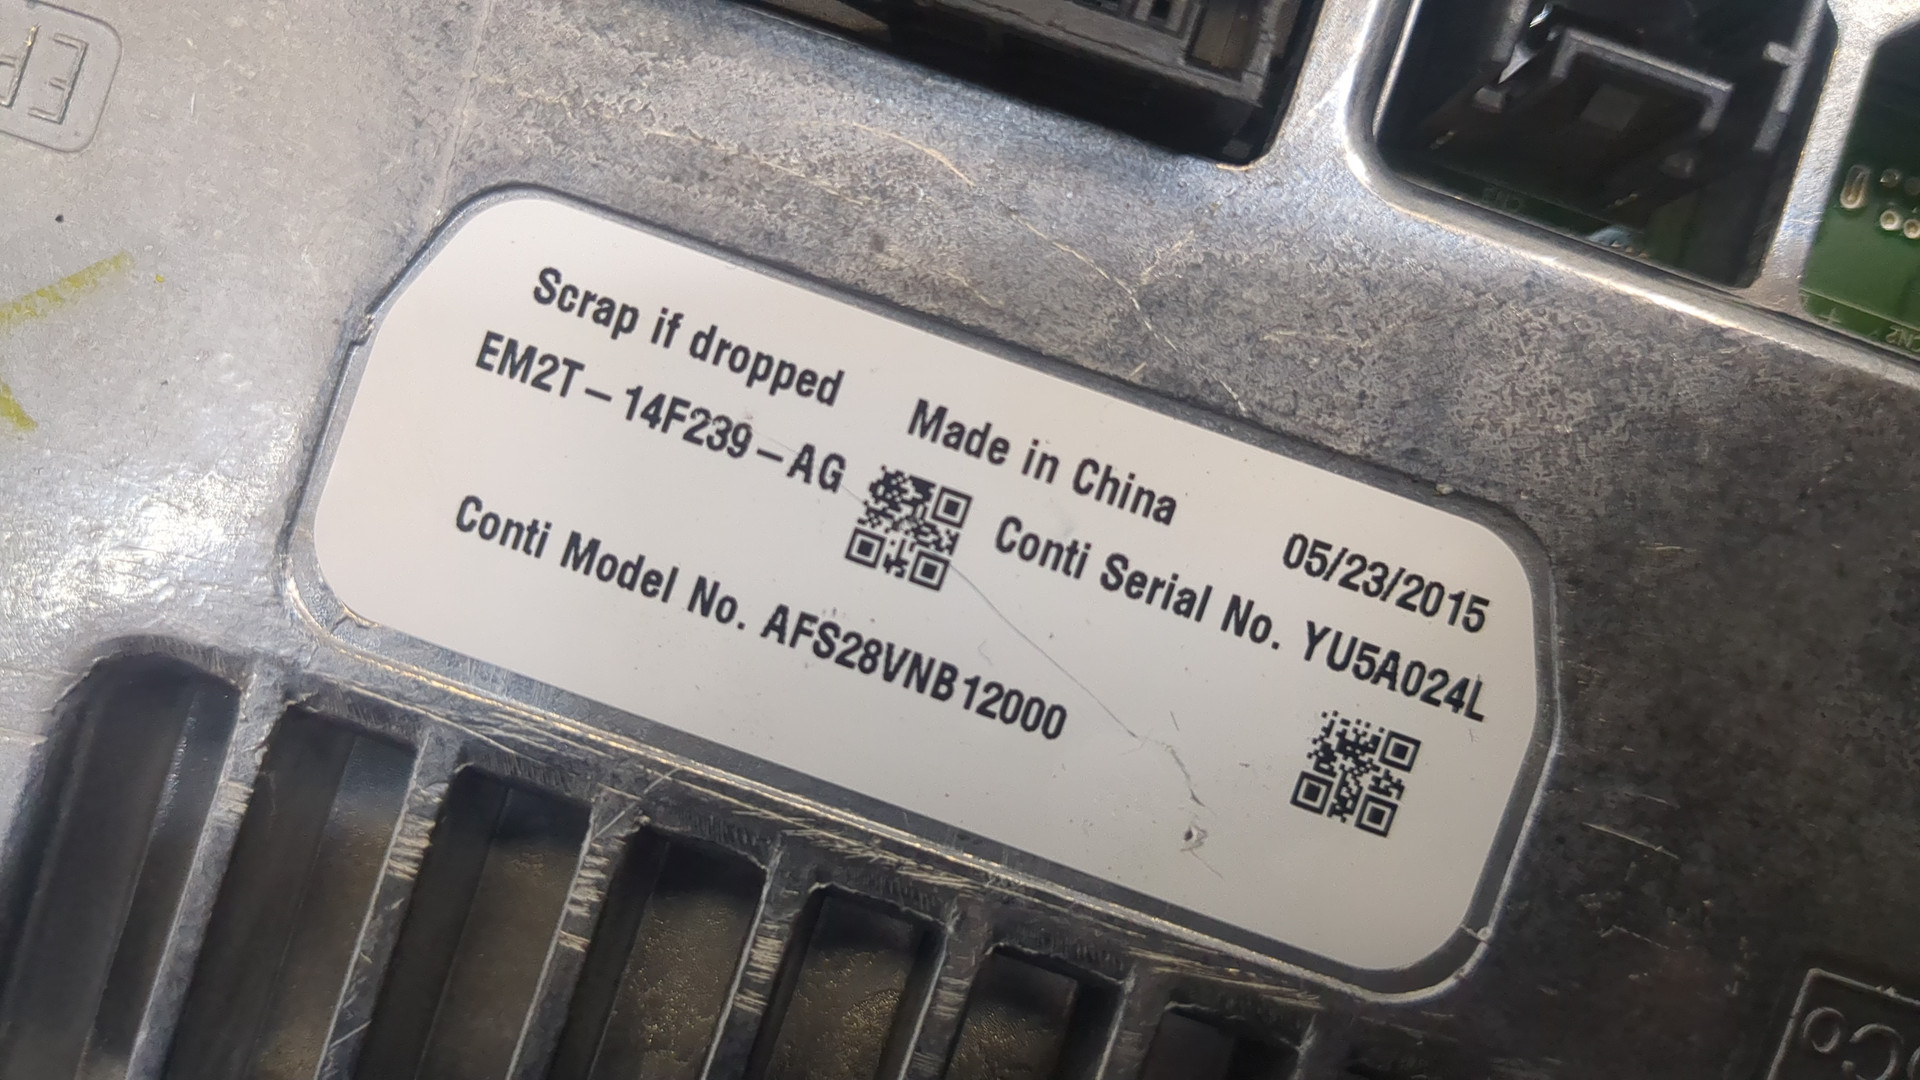 Scrap if dropped Made in China 05/23/2015
EM2T-14F239-AG Conti Serial No. YU5A024L
Conti Model No. AFS28VNB12000
CN2